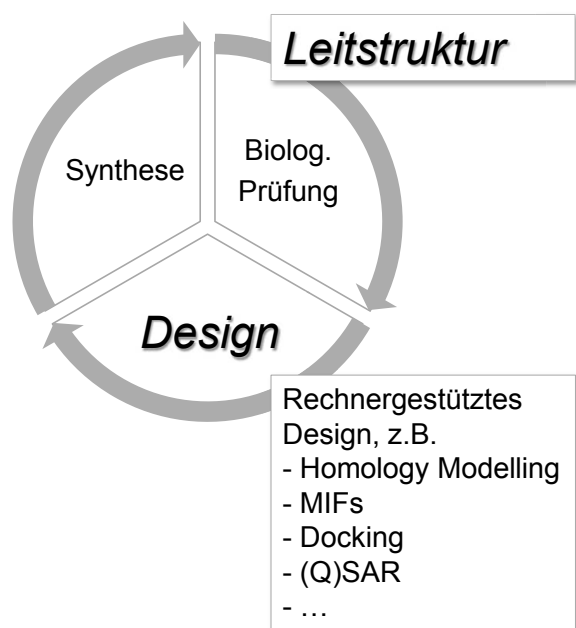 Leitstruktur
Synthese
Biolog.
Prüfung
Design
Rechnergestütztes
Design, z.B.
- Homology Modelling
- MIFs
- Docking
- (Q)SAR
- …